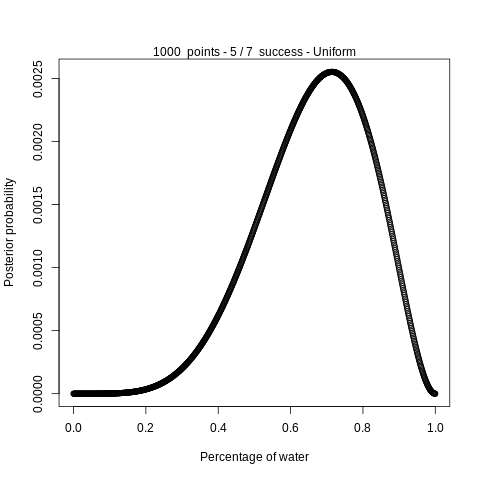 1000 points - 5 / 7 success - Uniform
Posterior probability
0.0025
0.0020
0.0015
0.0010
0.0005
0.0000
0.0 0.2 0.4 0.6 0.8 1.0
Percentage of water